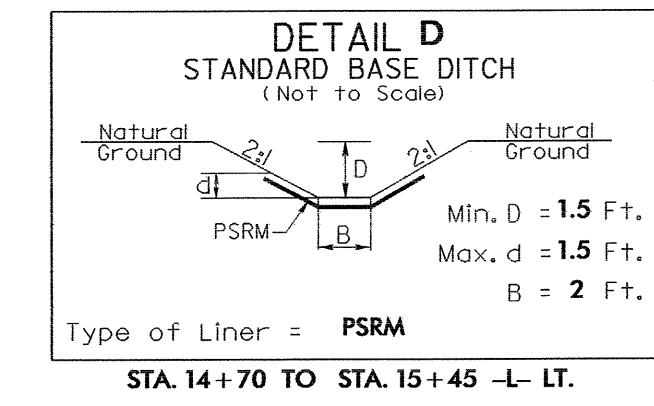 DETAIL D
STANDARD BASE DITCH
(Not to Scale)
Natural
Ground
2:1
D
2:1
Natural
Ground
d
PSRM
B
Min. D = 1.5 Ft.
Max. d = 1.5 Ft.
B = 2 Ft.
Type of Liner = PSRM
STA. 14+70 TO STA. 15+45 -L- LT.